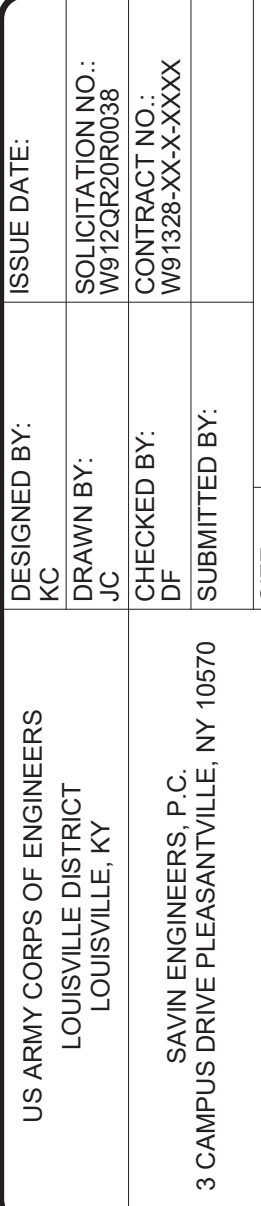 US ARMY CORPS OF ENGINEERS
LOUISVILLE DISTRICT
LOUISVILLE, KY
SAVIN ENGINEERS, P.C.
3 CAMPUS DRIVE PLEASANTVILLE, NY 10570
DESIGNED BY:
KC
DRAWN BY:
JC
CHECKED BY:
DF
SUBMITTED BY:
ISSUE DATE:
SOLICITATION NO.:
W912QR20R0038
CONTRACT NO.:
W91328-XX-X-XXXX